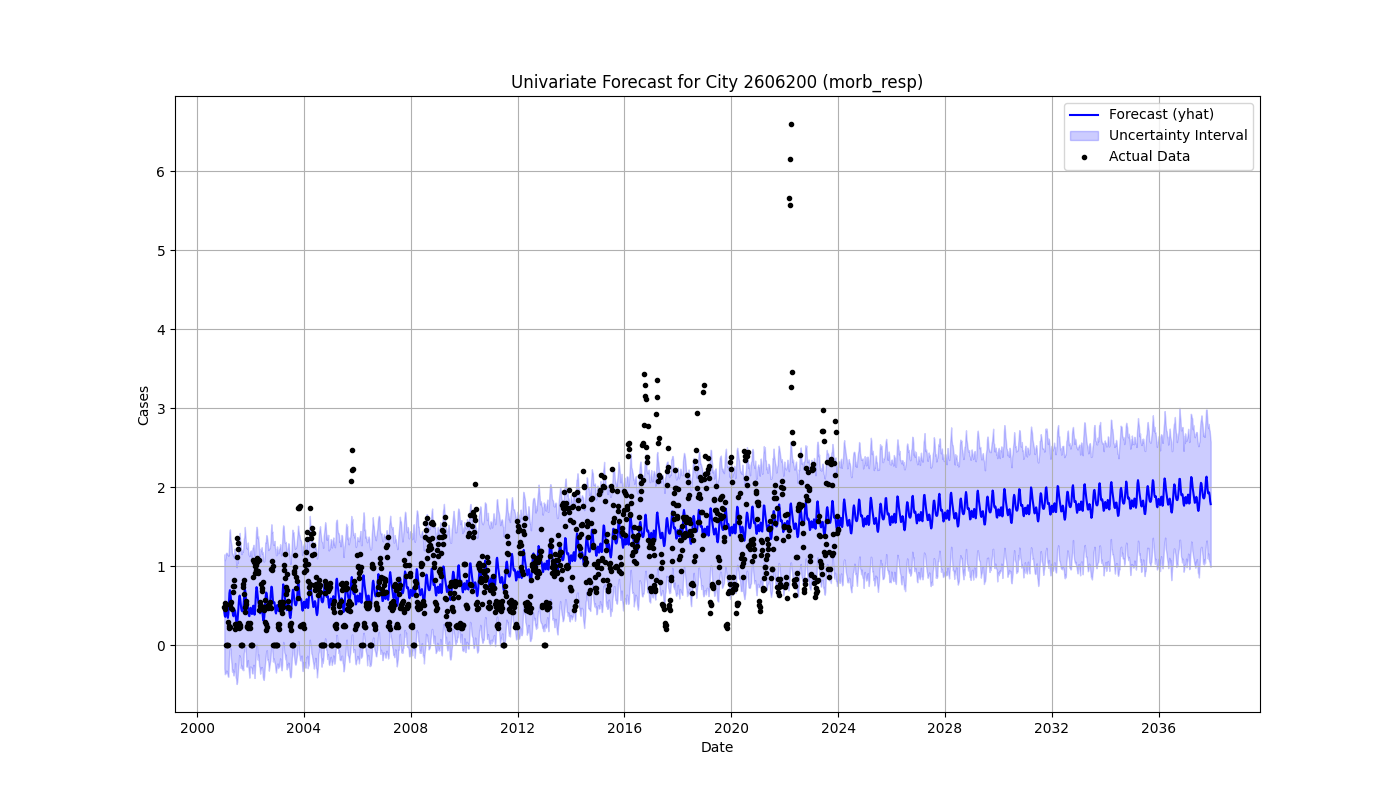 Univariate Forecast for City 2606200 (morb_resp)
Forecast (yhat)
Uncertainty Interval
Actual Data
Cases
6
5
4
3
2
1
0
2000 2004 2008 2012 2016 2020 2024 2028 2032 2036
Date